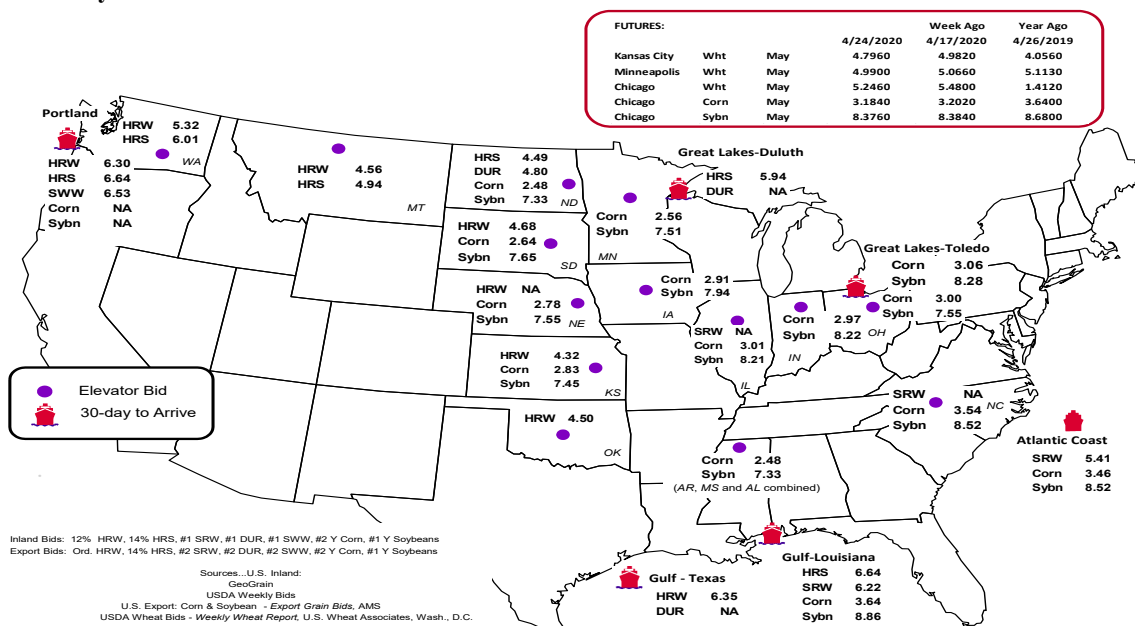 FUTURES: Week Ago Year Ago
4/24/2020 4/17/2020 4/26/2019
Kansas City Wht May 4.7960 4.9820 4.0560
Minneapolis Wht May 4.9900 5.0660 5.1130
Chicago Wht May 5.2460 5.4800 1.4120
Chicago Corn May 3.1840 3.2020 3.6400
Chicago Sybn May 8.3760 8.3840 8.6800
Portland
HRW 6.30
HRS 6.64
SWW 6.53
Corn NA
Sybn NA
HRW 5.32
HRS 6.01
WA
HRW 4.56
HRS 4.94
MT
HRS 4.49
DUR 4.80
Corn 2.48
Sybn 7.33
ND
HRW 4.68
Corn 2.64
Sybn 7.65
SD
HRW NA
Corn 2.78
Sybn 7.55
NE
HRW 4.32
Corn 2.83
Sybn 7.45
KS
HRW 4.50
OK
Corn 2.56
Sybn 7.51
MN
Great Lakes-Duluth
HRS 5.94
DUR NA
Corn 2.91
Sybn 7.94
IA
SRW NA
Corn 3.01
Sybn 8.21
IL
Corn 2.97
Sybn 8.22
IN
Great Lakes-Toledo
Corn 3.06
Sybn 8.28
Corn 3.00
Sybn 7.55
OH
SRW NA
Corn 3.54
Sybn 8.52
NC
Atlantic Coast
SRW 5.41
Corn 3.46
Sybn 8.52
Corn 2.48
Sybn 7.33
(AR, MS and AL combined)
Gulf-Louisiana
HRS 6.64
SRW 6.22
Corn 3.64
Sybn 8.86
Gulf - Texas
HRW 6.35
DUR NA
Elevator Bid
30-day to Arrive
Inland Bids: 12% HRW, 14% HRS, #1 SRW, #1 DUR, #1 SWW, #2 Y Corn, #1 Y Soybeans
Export Bids: Ord. HRW, 14% HRS, #2 SRW, #2 DUR, #2 SWW, #2 Y Corn, #1 Y Soybeans
Sources...U.S. Inland:
GeoGrain
USDA Weekly Bids
U.S. Export: Corn & Soybean - Export Grain Bids, AMS
USDA Wheat Bids - Weekly Wheat Report, U.S. Wheat Associates, Wash., D.C.